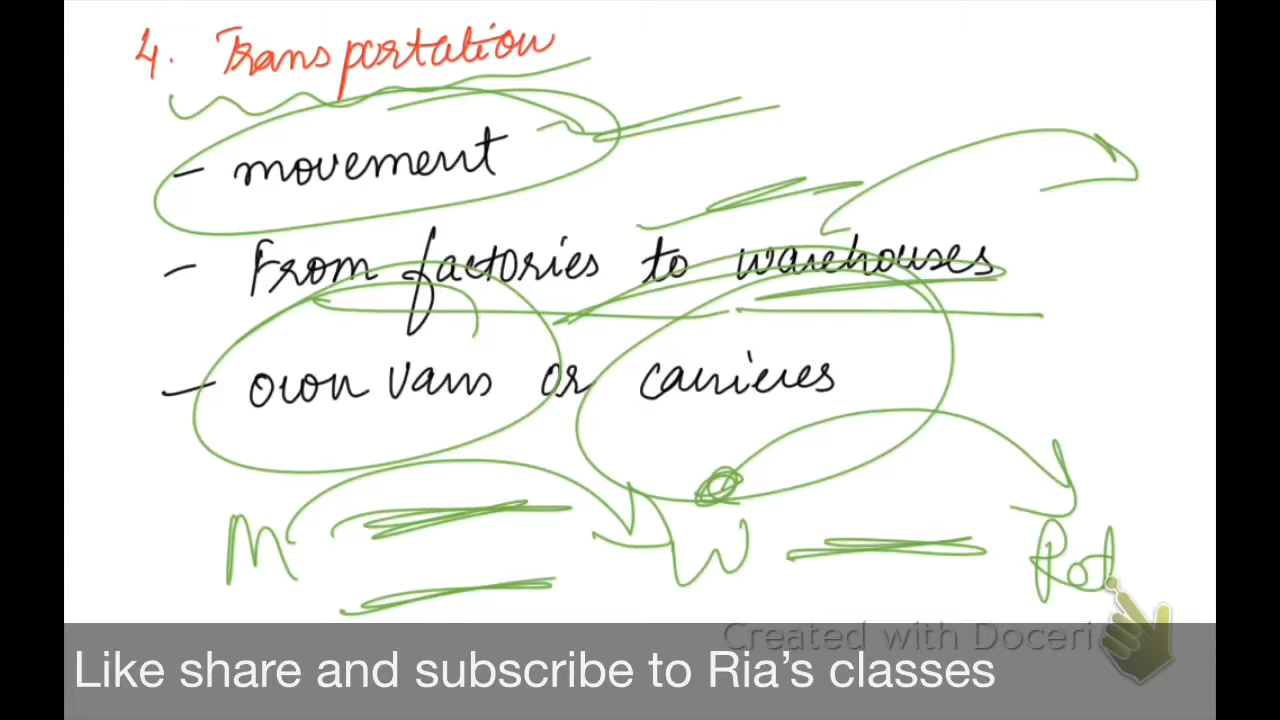 4. Transportation
- movement
- From factories to warehouses
- own vans or carriers
M W Ret
Created with Doceri
Like share and subscribe to Ria's classes